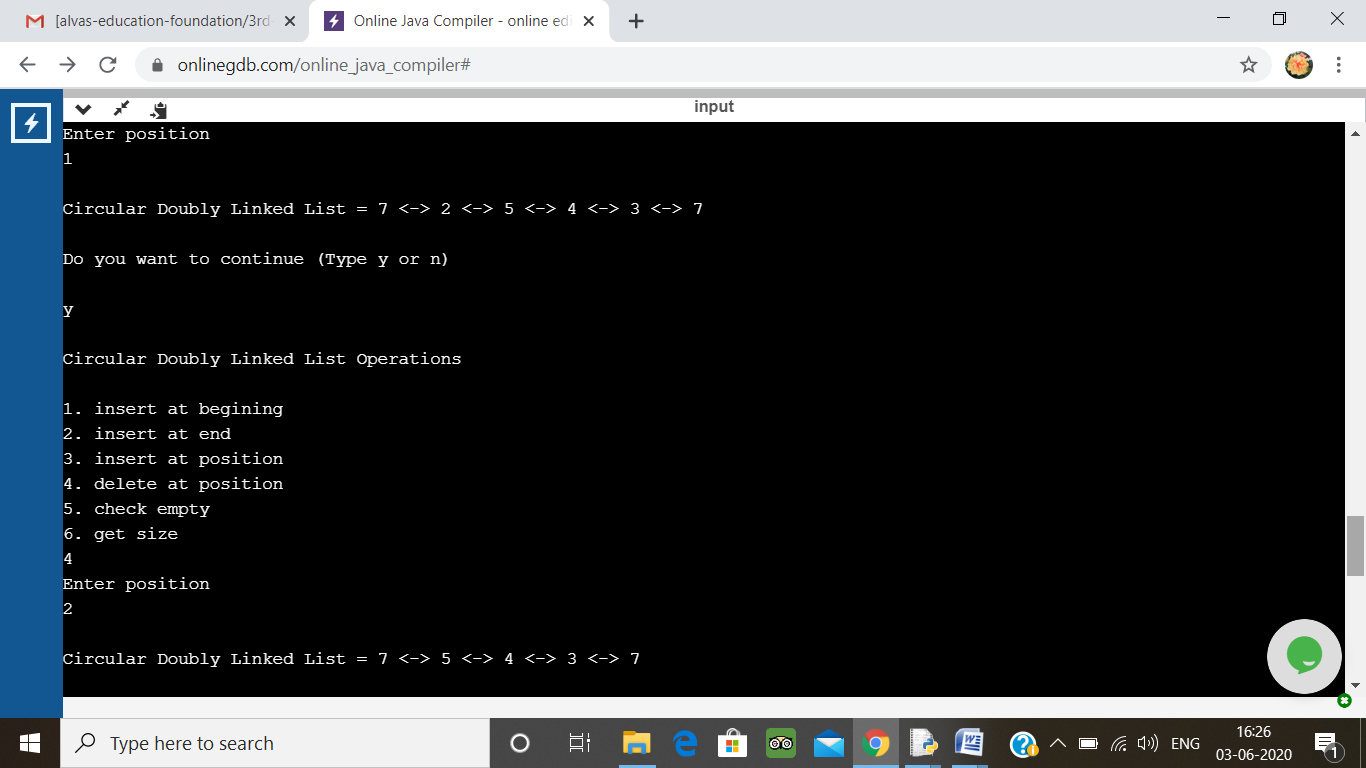 [alvas-education-foundation/3rd
Online Java Compiler - online edi
onlinegdb.com/online_java_compiler#
input
Enter position
1
Circular Doubly Linked List = 7 <-> 2 <-> 5 <-> 4 <-> 3 <-> 7
Do you want to continue (Type y or n)
y
Circular Doubly Linked List Operations
1. insert at begining
2. insert at end
3. insert at position
4. delete at position
5. check empty
6. get size
4
Enter position
2
Circular Doubly Linked List = 7 <-> 5 <-> 4 <-> 3 <-> 7
Type here to search
ENG
16:26
03-06-2020
1